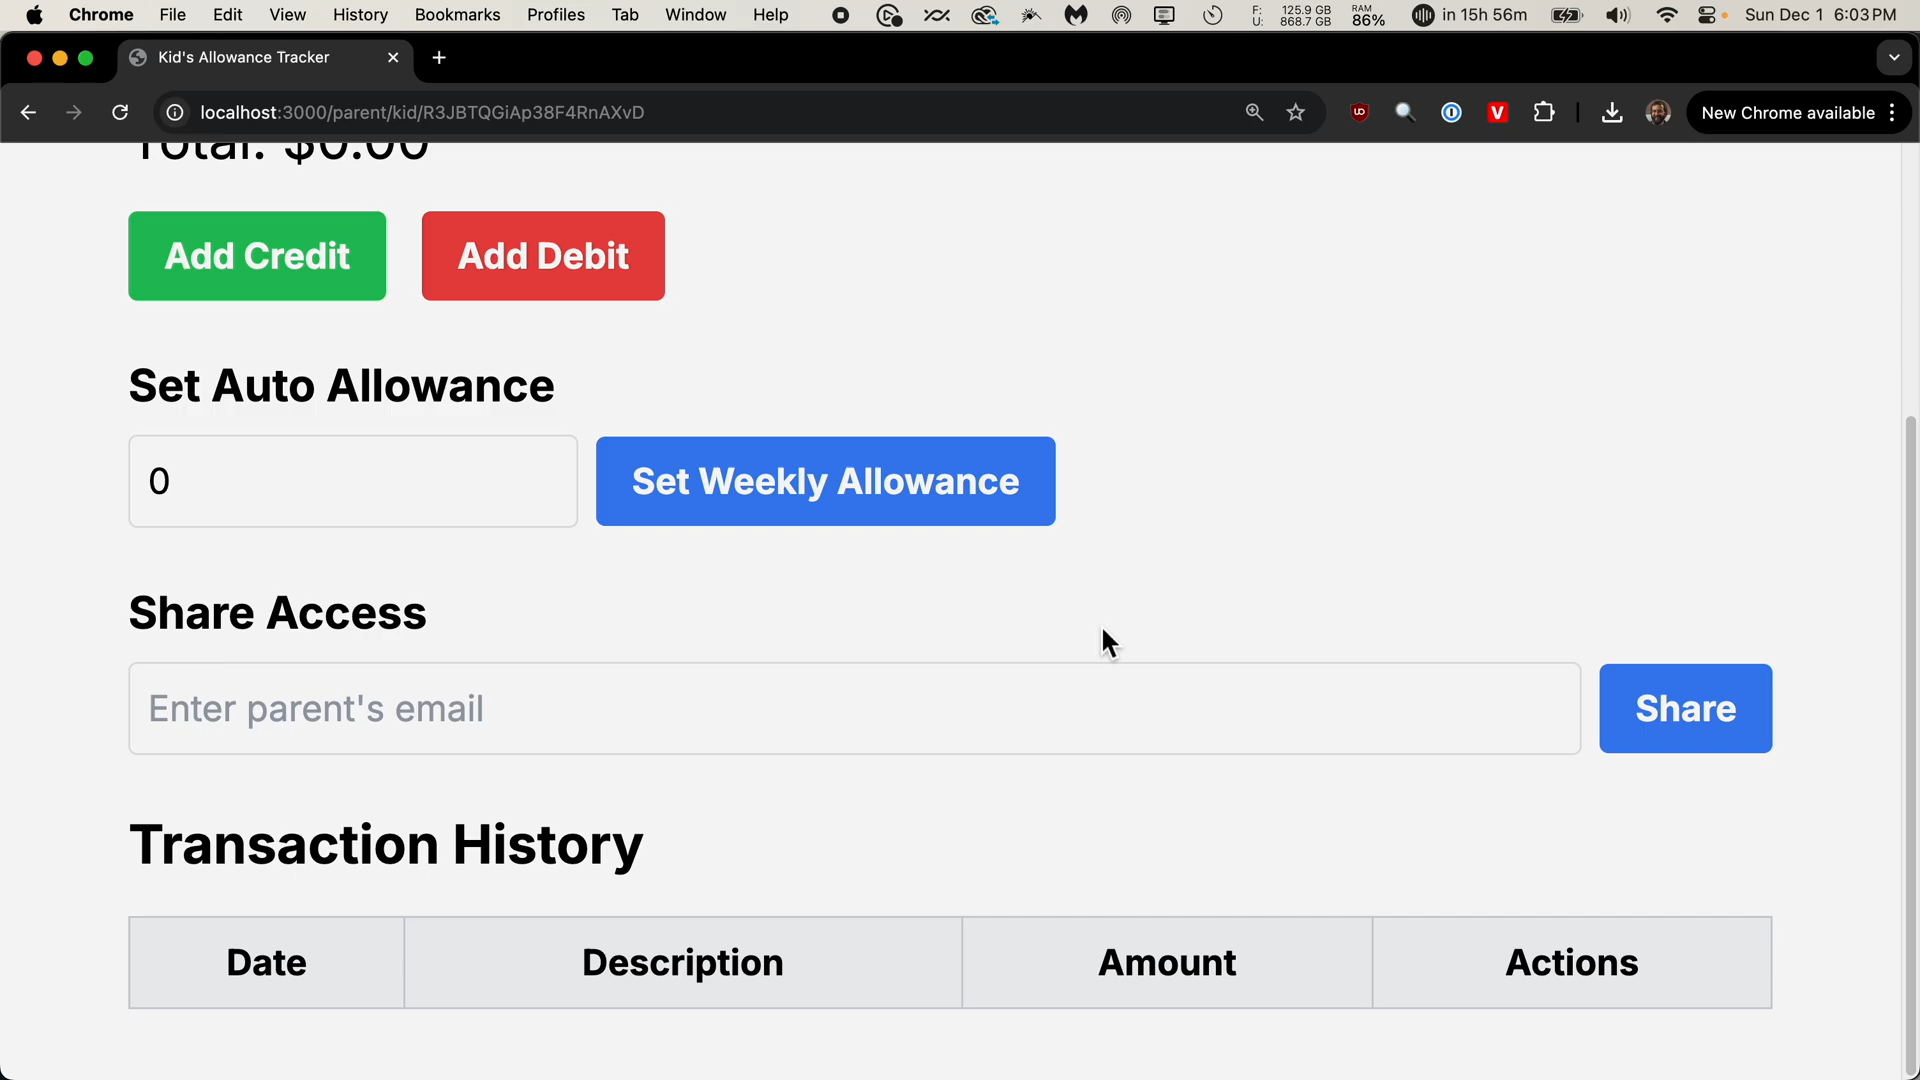 Chrome File Edit View History Bookmarks Profiles Tab Window Help F: 125.9 GB U: 868.7 GB RAM 86% in 15h 56m Sun Dec 1 6:03 PM
Kid's Allowance Tracker
localhost:3000/parent/kid/R3JBTQGiAp38F4RnAXvD New Chrome available
Total: $0.00
Add Credit Add Debit
Set Auto Allowance
0 Set Weekly Allowance
Share Access
Enter parent's email Share
Transaction History
Date Description Amount Actions